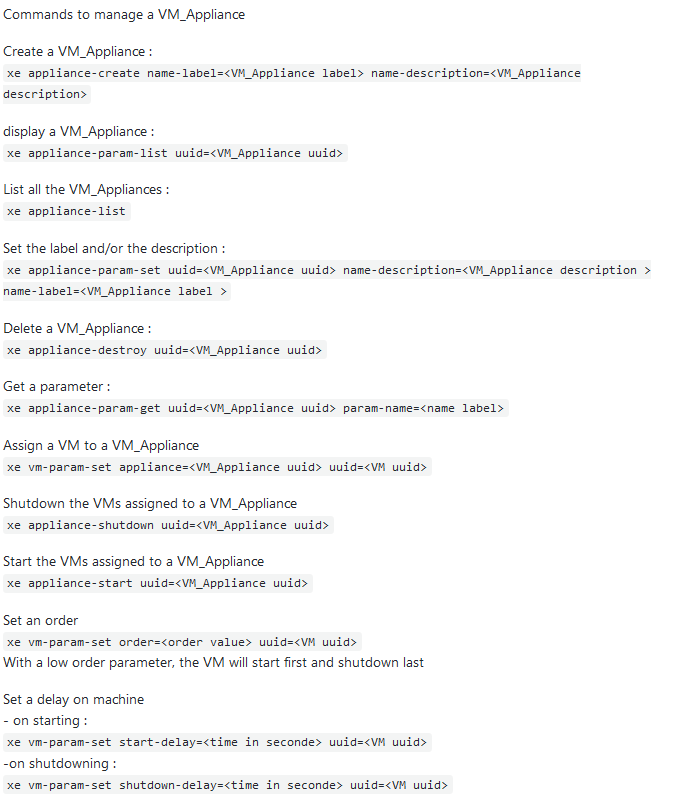 Commands to manage a VM_Appliance
Create a VM_Appliance :
xe appliance-create name-label=<VM_Appliance label> name-description=<VM_Appliance
description>
display a VM_Appliance :
xe appliance-param-list uuid=<VM_Appliance uuid>
List all the VM_Appliances :
xe appliance-list
Set the label and/or the description :
xe appliance-param-set uuid=<VM_Appliance uuid> name-description=<VM_Appliance description >
name-label=<VM_Appliance label >
Delete a VM_Appliance :
xe appliance-destroy uuid=<VM_Appliance uuid>
Get a parameter :
xe appliance-param-get uuid=<VM_Appliance uuid> param-name=<name label>
Assign a VM to a VM_Appliance
xe vm-param-set appliance=<VM_Appliance uuid> uuid=<VM uuid>
Shutdown the VMs assigned to a VM_Appliance
xe appliance-shutdown uuid=<VM_Appliance uuid>
Start the VMs assigned to a VM_Appliance
xe appliance-start uuid=<VM_Appliance uuid>
Set an order
xe vm-param-set order=<order value> uuid=<VM uuid>
With a low order parameter, the VM will start first and shutdown last
Set a delay on machine
- on starting :
xe vm-param-set start-delay=<time in seconde> uuid=<VM uuid>
-on shutdowning :
xe vm-param-set shutdown-delay=<time in seconde> uuid=<VM uuid>